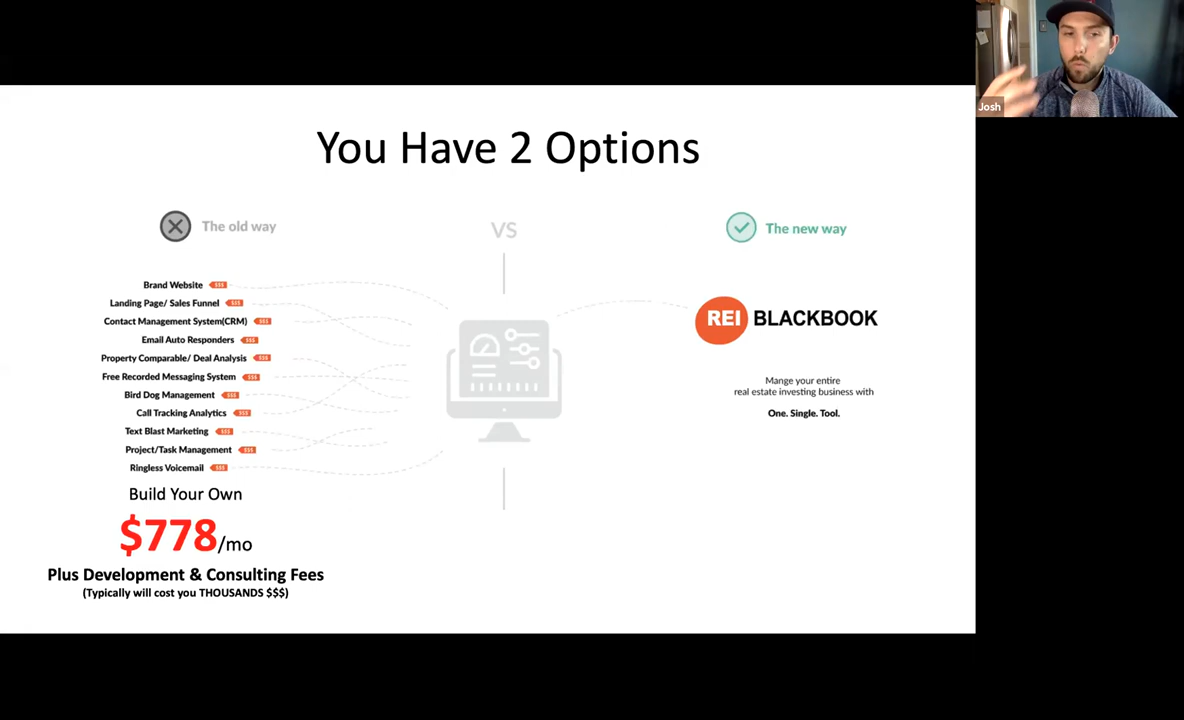 Josh
You Have 2 Options
The old way
VS
The new way
Brand Website $$$
Landing Page/ Sales Funnel $$$
Contact Management System(CRM) $$$
Email Auto Responders $$$
Property Comparable/ Deal Analysis $$$
Free Recorded Messaging System $$$
Bird Dog Management $$$
Call Tracking Analytics $$$
Text Blast Marketing $$$
Project/Task Management $$$
Ringless Voicemail $$$
Build Your Own
$778/mo
Plus Development & Consulting Fees
(Typically will cost you THOUSANDS $$$)
REI BLACKBOOK
Mange your entire
real estate investing business with
One. Single. Tool.